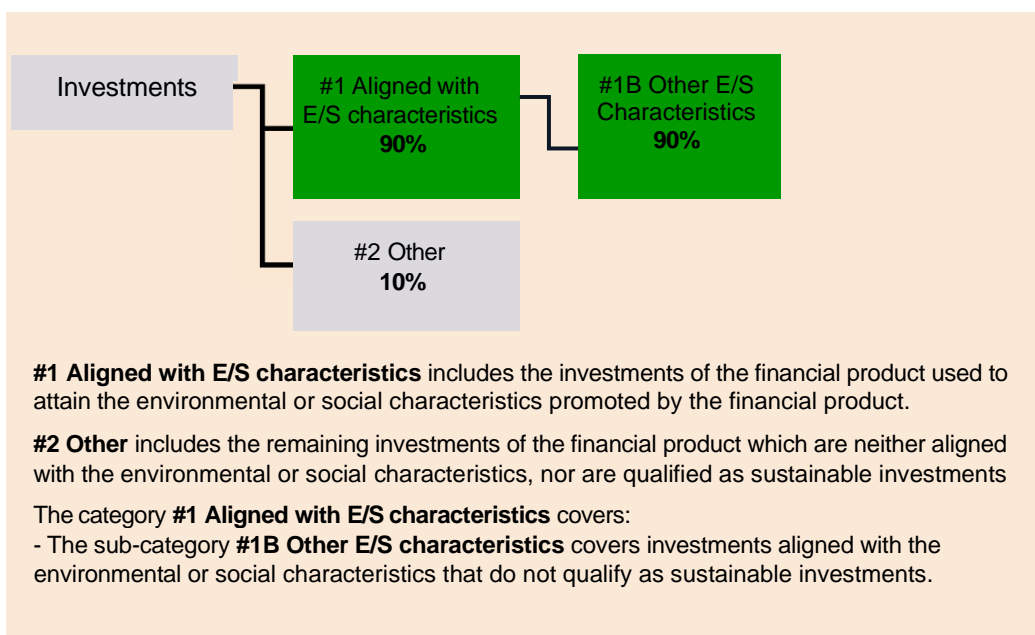 Investments
#1 Aligned with
E/S characteristics
90%
#1B Other E/S
Characteristics
90%
#2 Other
10%
#1 Aligned with E/S characteristics includes the investments of the financial product used to
attain the environmental or social characteristics promoted by the financial product.
#2 Other includes the remaining investments of the financial product which are neither aligned
with the environmental or social characteristics, nor are qualified as sustainable investments
The category #1 Aligned with E/S characteristics covers:
- The sub-category #1B Other E/S characteristics covers investments aligned with the
environmental or social characteristics that do not qualify as sustainable investments.